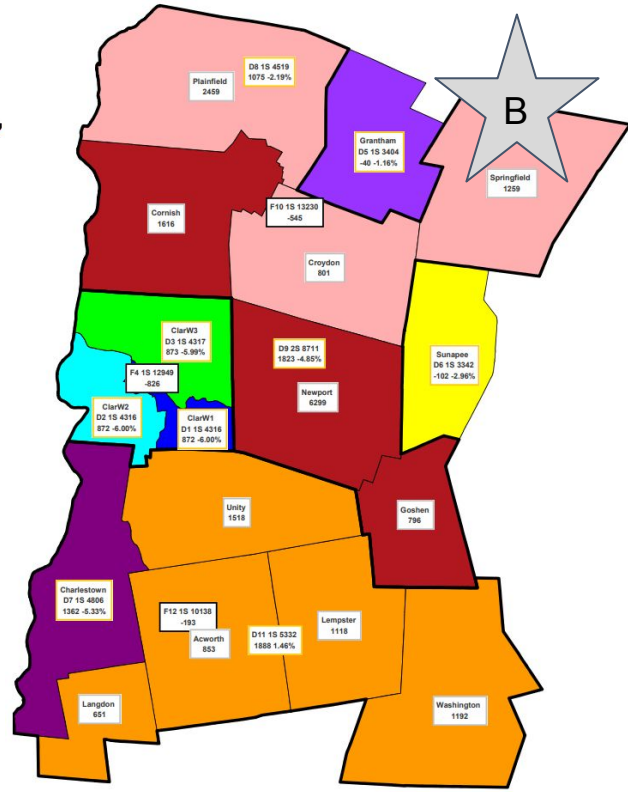 B
D8 1S 4519
1075 -2.19%
Plainfield
2459
,
Grantham
D5 1S 3404
-40 -1.16%
Springfield
1259
F10 1S 13230
-545
Cornish
1616
Croydon
801
ClarW3
D3 1S 4317
873 -5.99%
D9 2S 8711
1823 -4.85%
Sunapee
D6 1S 3342
-102 -2.96%
F4 1S 12949
-826
Newport
6299
ClarW2
D2 1S 4316
872 -6.00%
ClarW1
D1 1S 4316
872 -6.00%
Unity
1518
Goshen
796
Charlestown
D7 1S 4806
1362 -5.33%
F12 1S 10138
-193
Acworth
853
D11 1S 5332
1888 1.46%
Lempster
1118
Langdon
651
Washington
1192